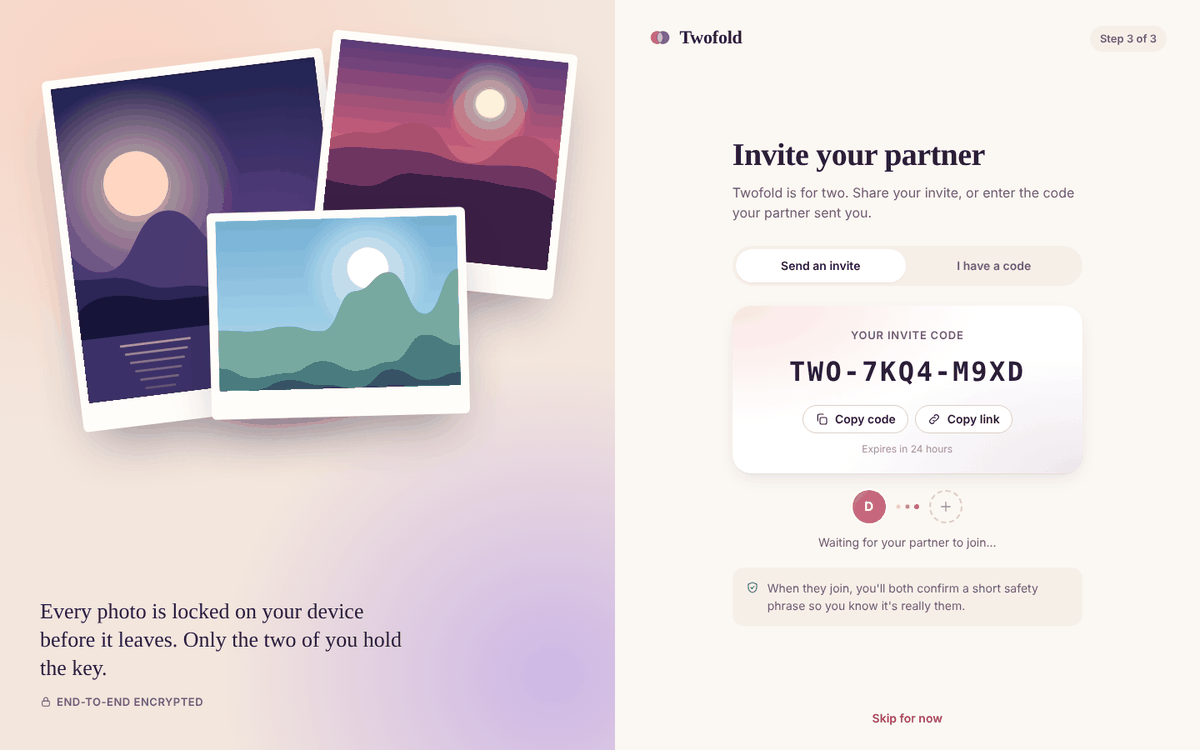 Every photo is locked on your device
before it leaves. Only the two of you hold
the key.
END-TO-END ENCRYPTED
Twofold
Step 3 of 3
Invite your partner
Twofold is for two. Share your invite, or enter the code
your partner sent you.
Send an invite
I have a code
YOUR INVITE CODE
TWO-7KQ4-M9XD
Copy code
Copy link
Expires in 24 hours
D
Waiting for your partner to join...
When they join, you'll both confirm a short safety
phrase so you know it's really them.
Skip for now